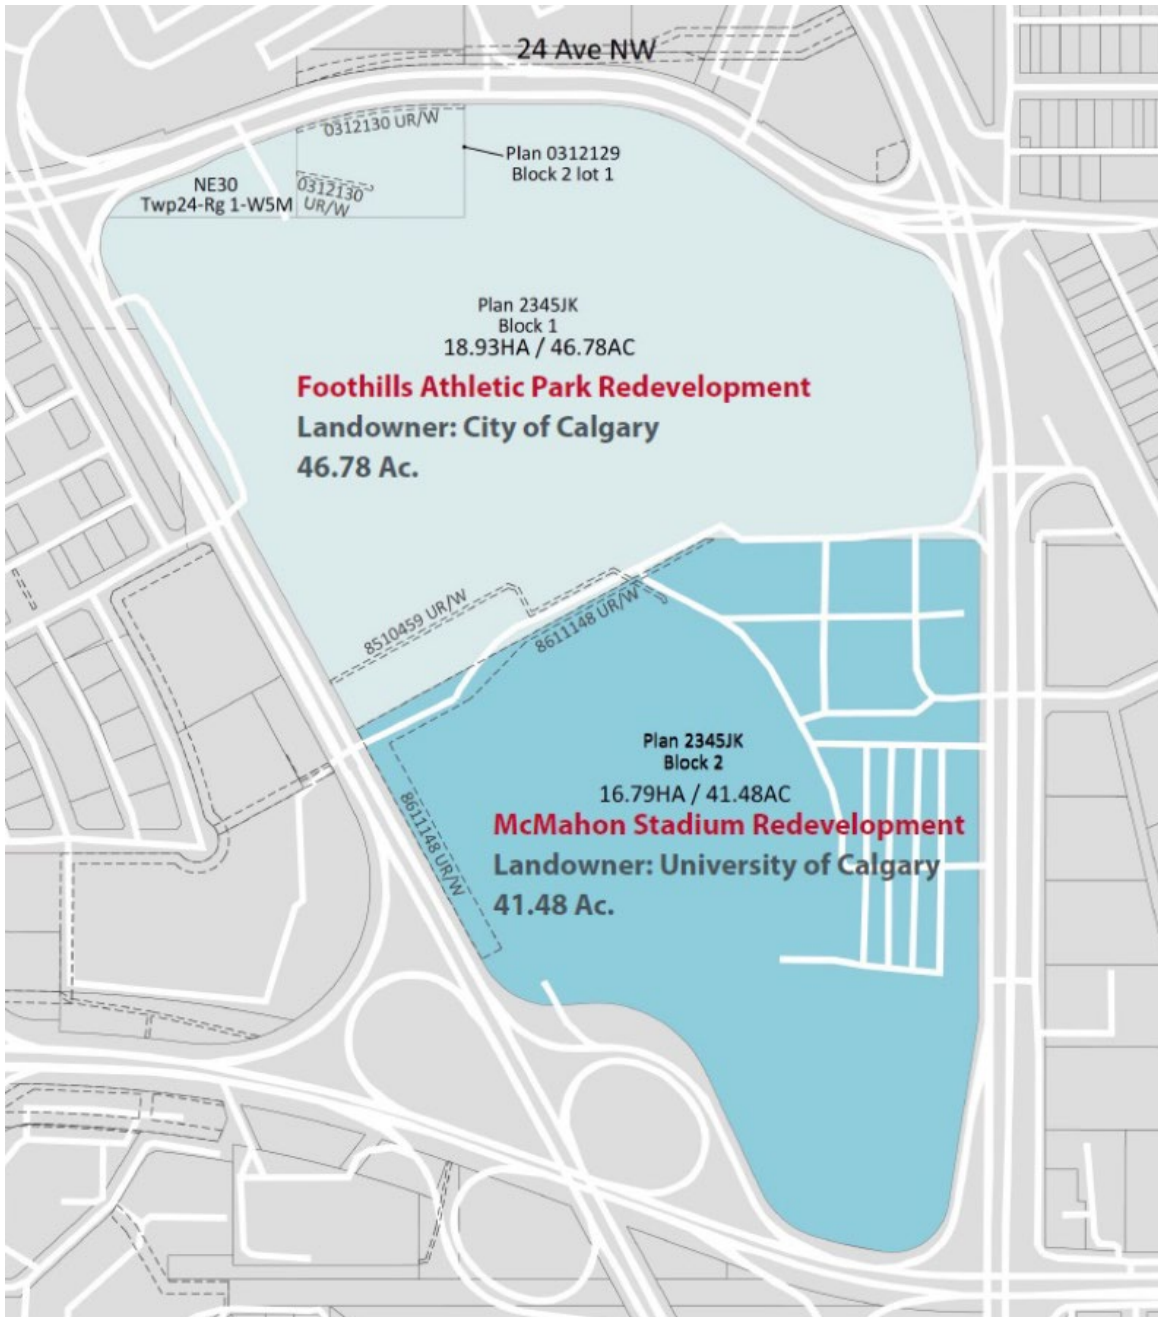 24 Ave NW
0312130 UR/W
Plan 0312129
Block 2 lot 1
NE30
Twp24-Rg 1-W5M
0312130
UR/W
Plan 2345JK
Block 1
18.93HA / 46.78AC
Foothills Athletic Park Redevelopment
Landowner: City of Calgary
46.78 Ac.
8510459 UR/W
8611148 UR/W
Plan 2345JK
Block 2
16.79HA / 41.48AC
8611148 UR/W
McMahon Stadium Redevelopment
Landowner: University of Calgary
41.48 Ac.